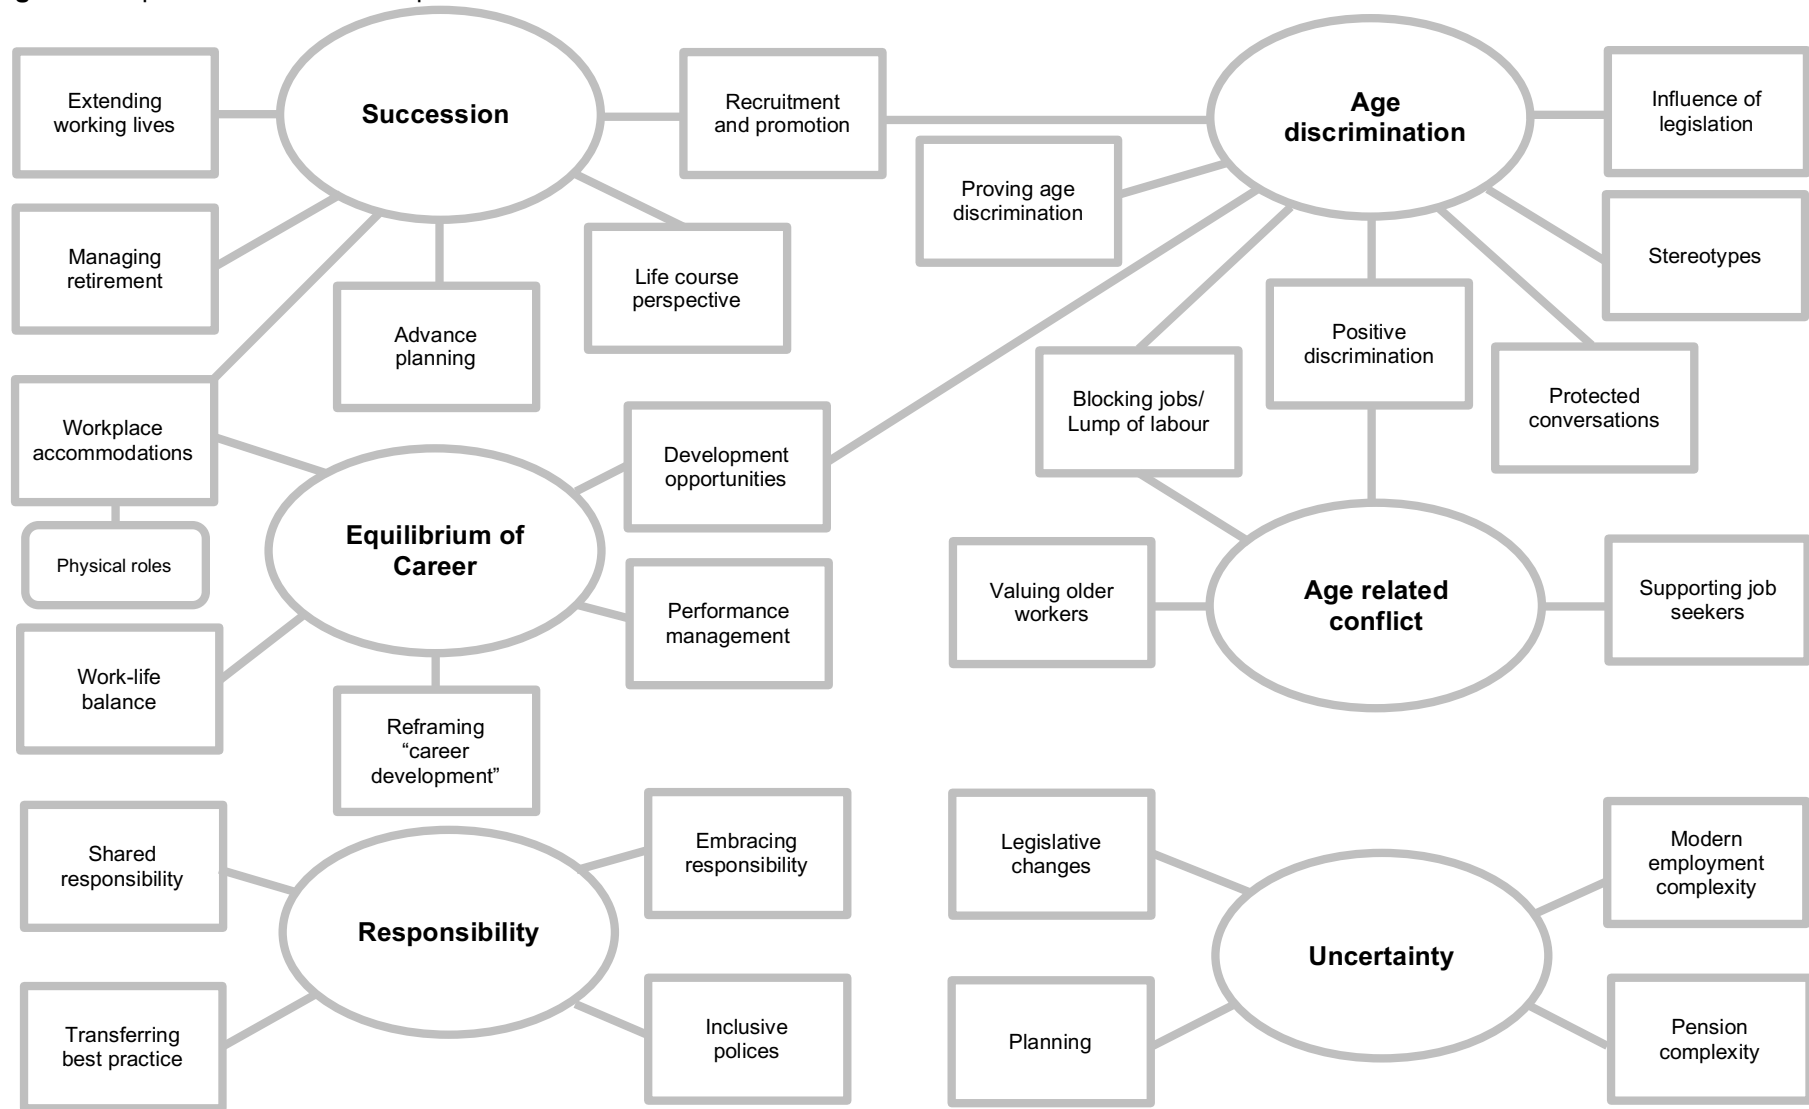 Extending
working lives
Succession
Recruitment
and promotion
Age
discrimination
Influence of
legislation
Proving age
discrimination
Managing
retirement
Life course
perspective
Stereotypes
Advance
planning
Positive
discrimination
Blocking jobs/
Lump of labour
Protected
conversations
Workplace
accommodations
Development
opportunities
Physical roles
Equilibrium of
Career
Valuing older
workers
Age related
conflict
Supporting job
seekers
Performance
management
Work-life
balance
Reframing
“career
development”
Shared
responsibility
Embracing
responsibility
Legislative
changes
Modern
employment
complexity
Responsibility
Uncertainty
Transferring
best practice
Inclusive
polices
Planning
Pension
complexity